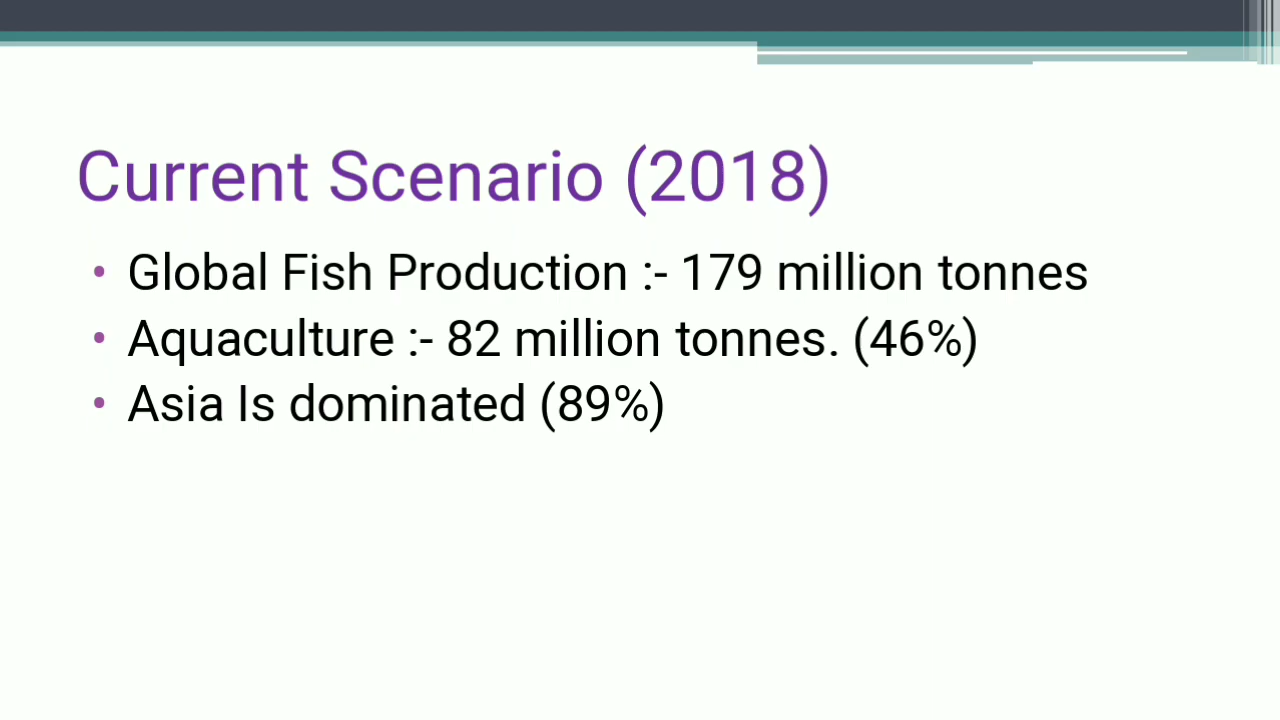 Current Scenario (2018)
• Global Fish Production :- 179 million tonnes
• Aquaculture :- 82 million tonnes. (46%)
• Asia Is dominated (89%)